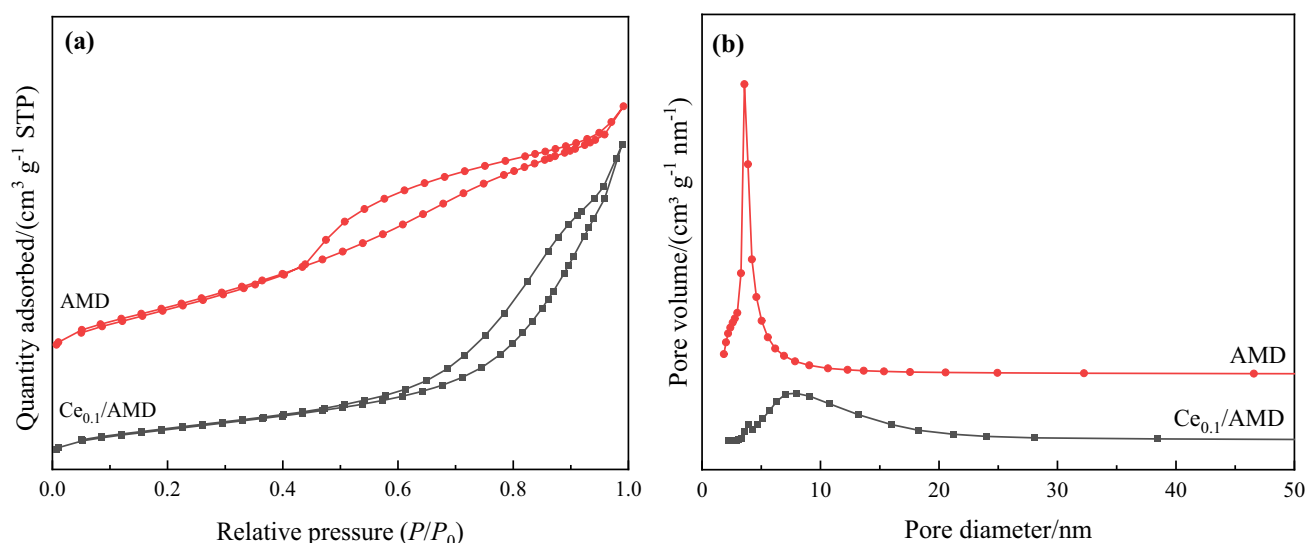 (a)
Quantity adsorbed/(cm³ g⁻¹ STP)
AMD
Ce₀.₁/AMD
0.0 0.2 0.4 0.6 0.8 1.0
Relative pressure (P/P₀)
(b)
Pore volume/(cm³ g⁻¹ nm⁻¹)
AMD
Ce₀.₁/AMD
0 10 20 30 40 50
Pore diameter/nm